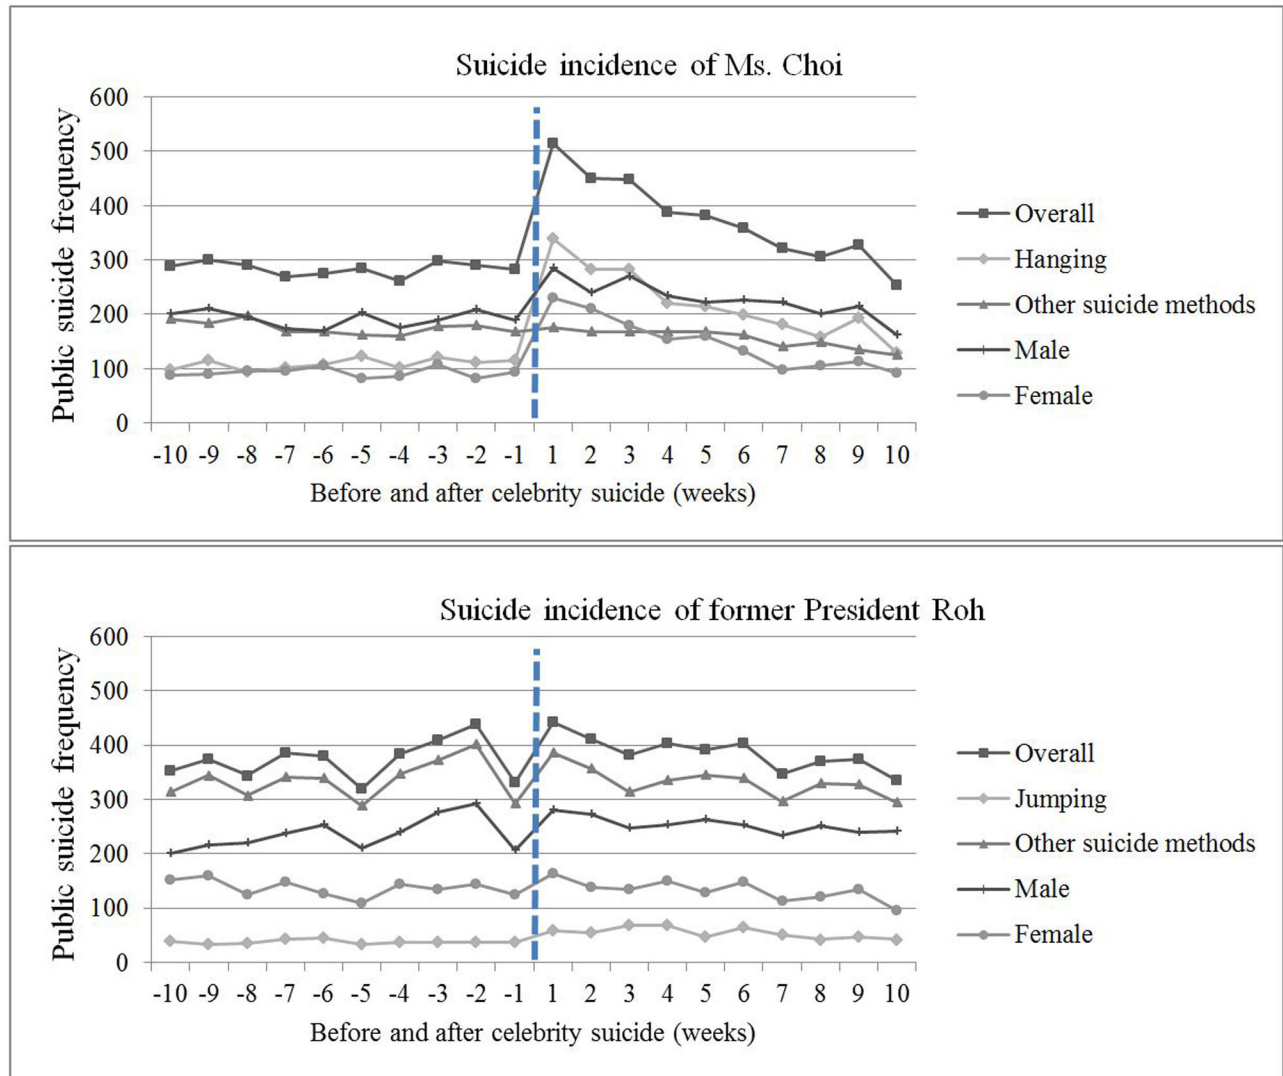 Suicide incidence of Ms. Choi
Public suicide frequency
600
500
400
300
200
100
0
-10 -9 -8 -7 -6 -5 -4 -3 -2 -1 1 2 3 4 5 6 7 8 9 10
Before and after celebrity suicide (weeks)
Overall
Hanging
Other suicide methods
Male
Female
Suicide incidence of former President Roh
Public suicide frequency
600
500
400
300
200
100
0
-10 -9 -8 -7 -6 -5 -4 -3 -2 -1 1 2 3 4 5 6 7 8 9 10
Before and after celebrity suicide (weeks)
Overall
Jumping
Other suicide methods
Male
Female